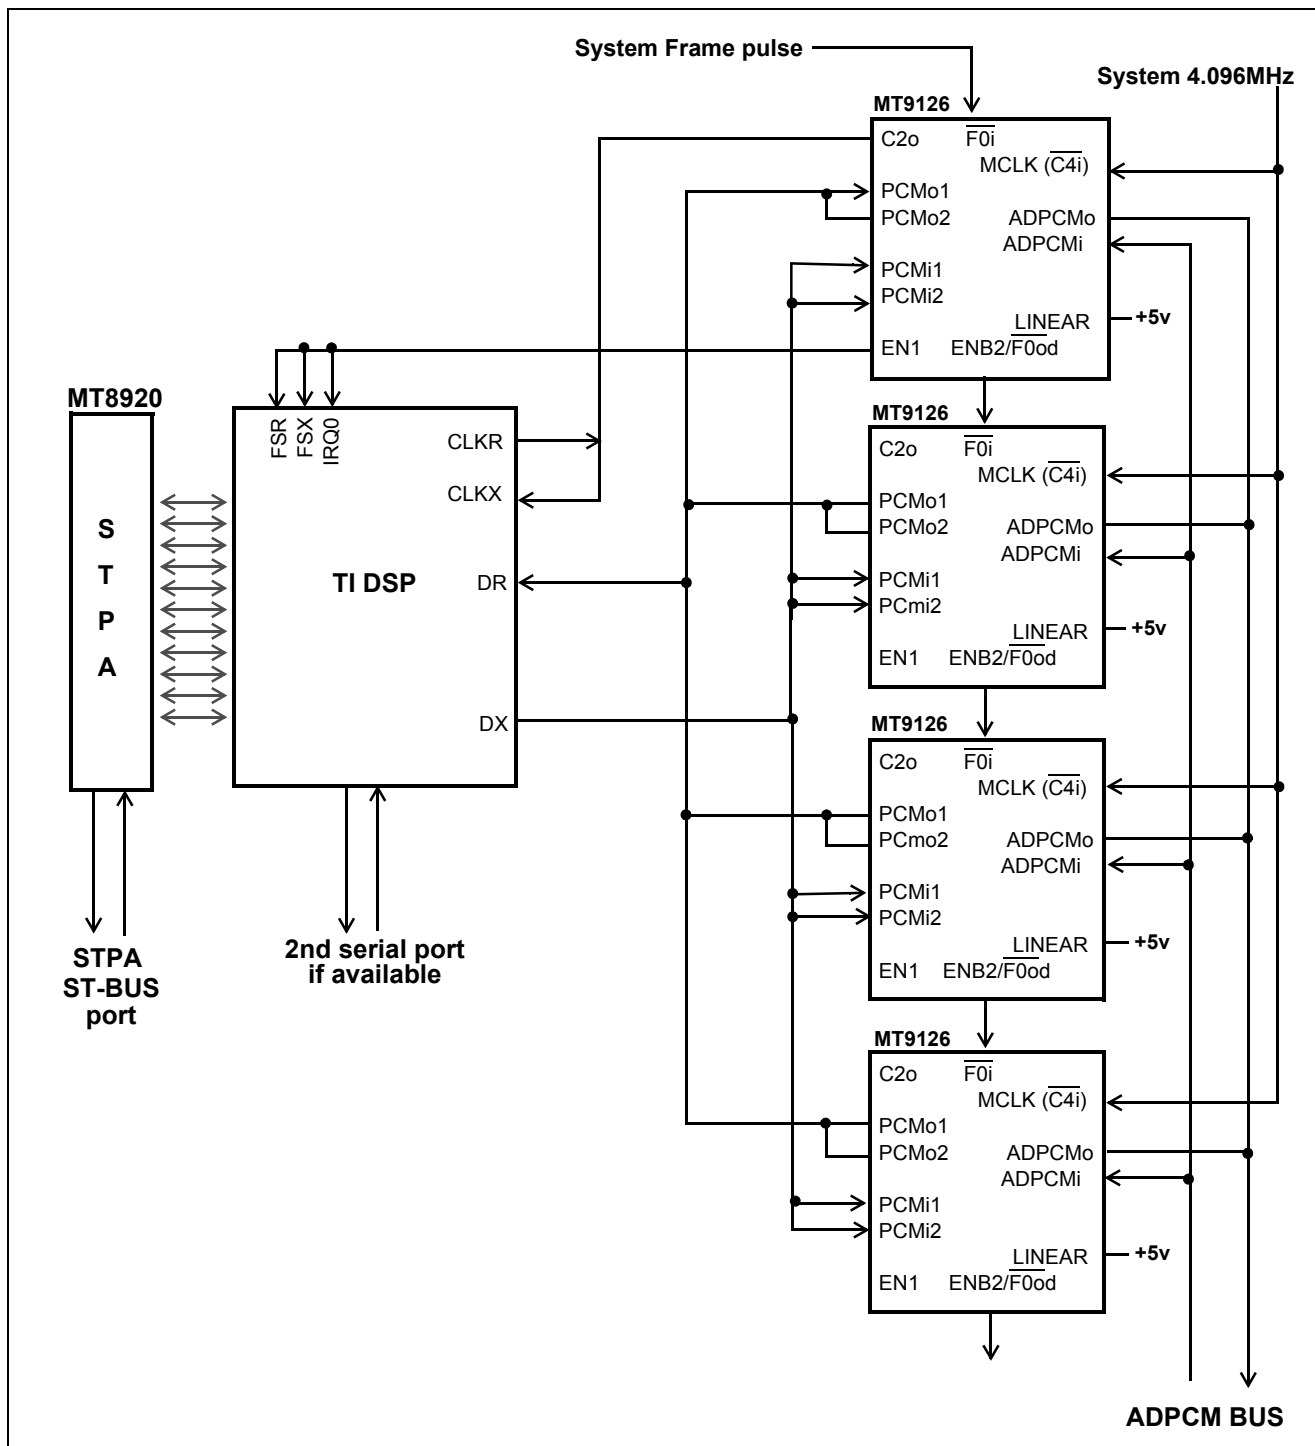 System Frame pulse
System 4.096MHz
MT9126
C2o F0i
MCLK (C4i)
PCMo1
PCMo2 ADPCMo
ADPCMi
PCMi1
PCMi2
LINEAR +5v
EN1 ENB2/F0od
MT8920
S
T
P
A
FSR
FSX
IRQ0
CLKR
CLKX
TI DSP
DR
DX
MT9126
C2o F0i
MCLK (C4i)
PCMo1
PCMo2 ADPCMo
ADPCMi
PCMi1
PCmi2
LINEAR +5v
EN1 ENB2/F0od
MT9126
C2o F0i
MCLK (C4i)
PCMo1
PCmo2 ADPCMo
ADPCMi
PCMi1
PCMi2
LINEAR +5v
EN1 ENB2/F0od
STPA
ST-BUS
port
2nd serial port
if available
MT9126
C2o F0i
MCLK (C4i)
PCMo1
PCMo2 ADPCMo
ADPCMi
PCMi1
PCMi2
LINEAR +5v
EN1 ENB2/F0od
ADPCM BUS